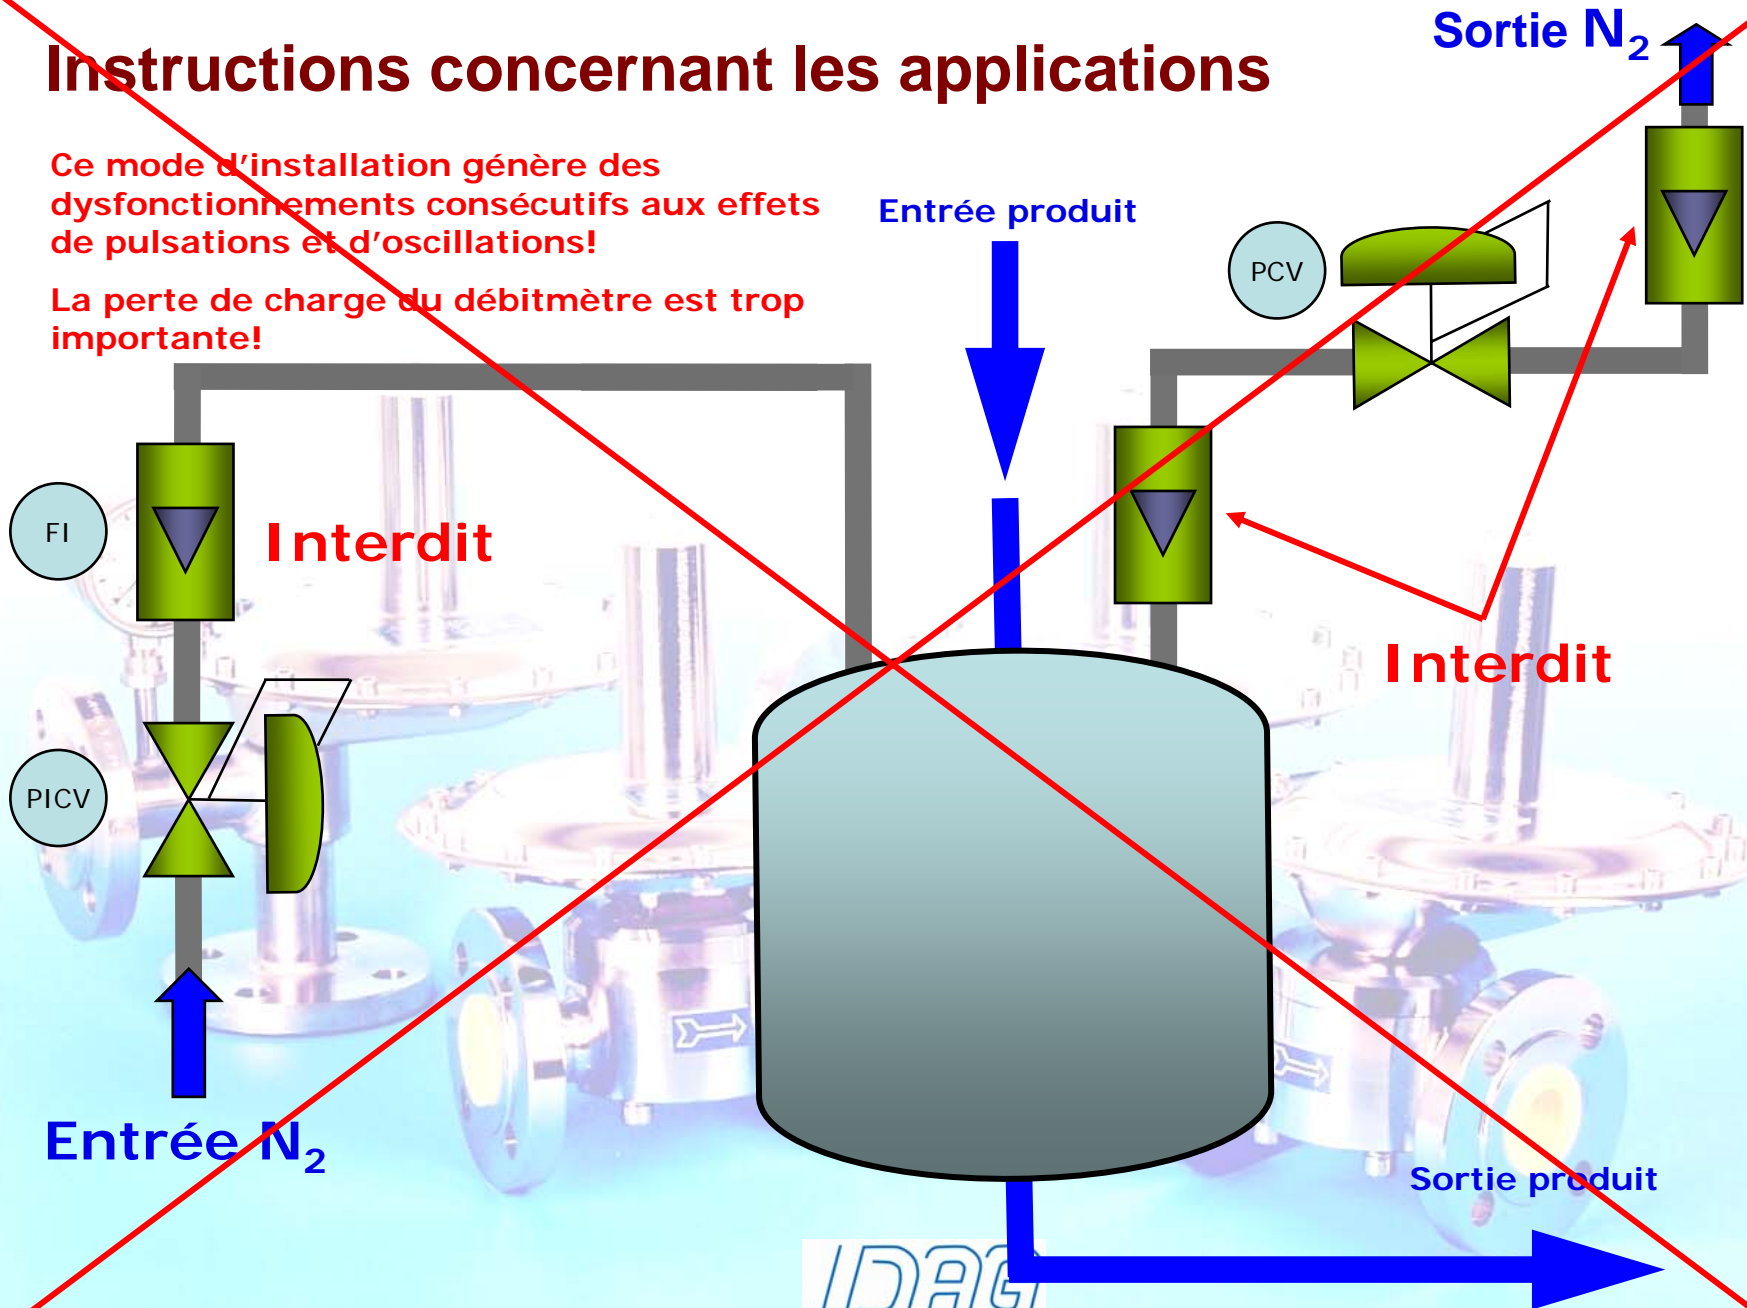 Instructions concernant les applications
Sortie N₂
Ce mode d'installation génère des
dysfonctionnements consécutifs aux effets
de pulsations et d'oscillations!
La perte de charge du débitmètre est trop
importante!
Entrée produit
PCV
FI
Interdit
Interdit
PICV
Entrée N₂
Sortie produit
IDAG